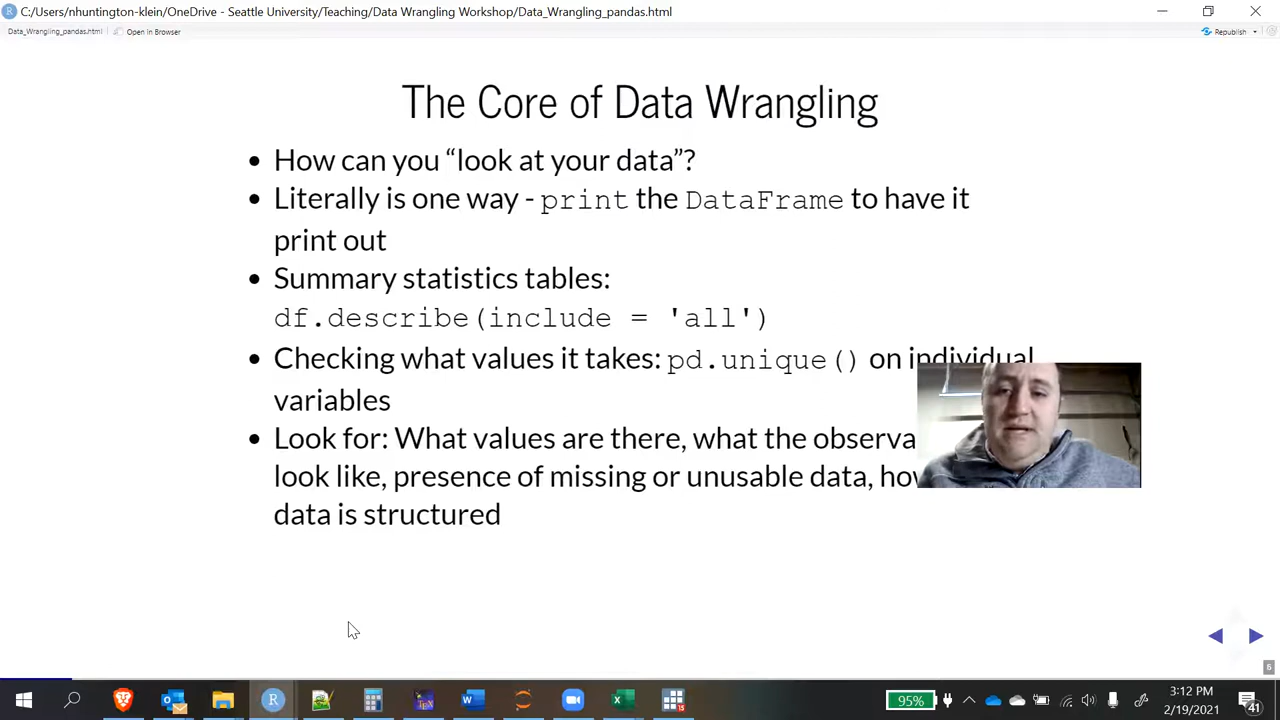 C:/Users/nhuntington-klein/OneDrive - Seattle University/Teaching/Data Wrangling Workshop/Data_Wrangling_pandas.html
Data_Wrangling_pandas.html Open in Browser Republish
The Core of Data Wrangling
How can you “look at your data”?
Literally is one way - print the DataFrame to have it
print out
Summary statistics tables:
df.describe(include = 'all')
Checking what values it takes: pd.unique() on individual
variables
Look for: What values are there, what the
look like, presence of missing or unusable data,
data is structured
6
95%
3:12 PM
2/19/2021
41